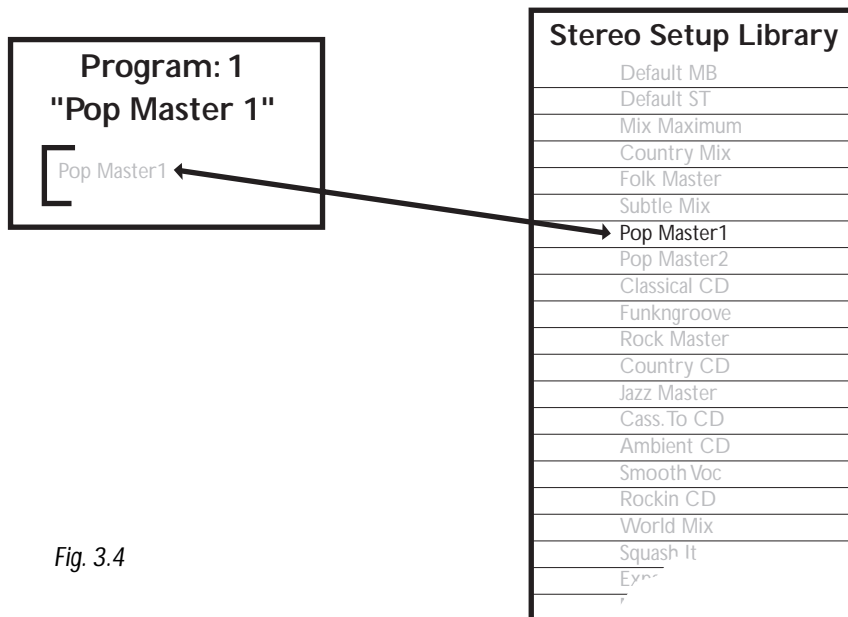 Program: 1
"Pop Master 1"
Pop Master1
Stereo Setup Library
Default MB
Default ST
Mix Maximum
Country Mix
Folk Master
Subtle Mix
Pop Master1
Pop Master2
Classical CD
Funkngroove
Rock Master
Country CD
Jazz Master
Cass.To CD
Ambient CD
Smooth Voc
Rockin CD
World Mix
Squash It
Fig. 3.4